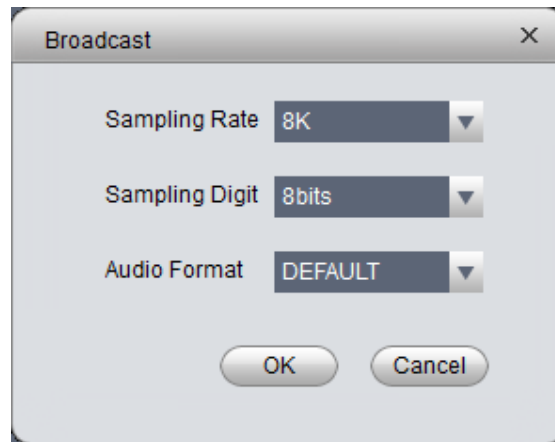 Broadcast
Sampling Rate 8K
Sampling Digit 8bits
Audio Format DEFAULT
OK Cancel